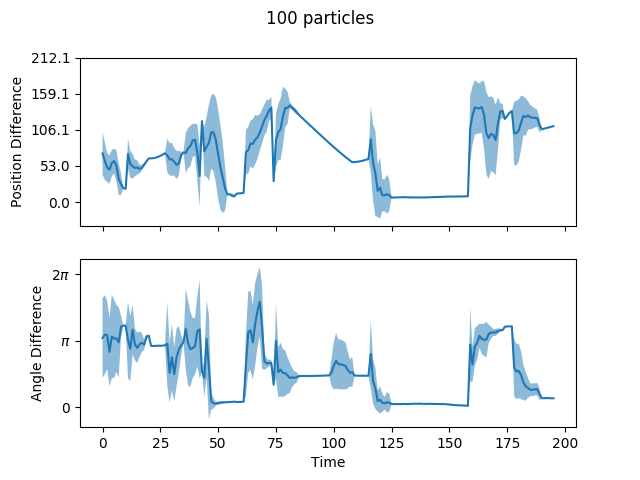 100 particles
212.1
159.1
106.1
53.0
0.0
Position Difference
2π
π
0
Angle Difference
0 25 50 75 100 125 150 175 200
Time